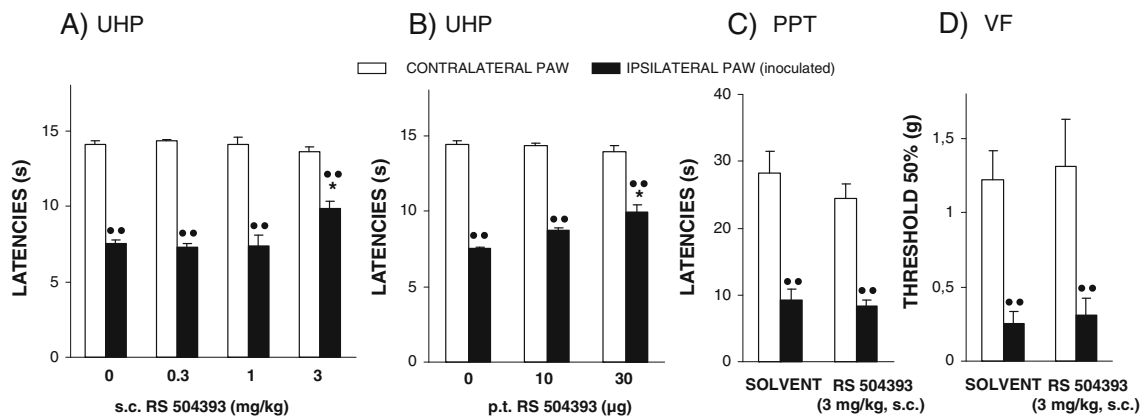 A) UHP
B) UHP
C) PPT
D) VF
CONTRALATERAL PAW
IPSILATERAL PAW (inoculated)
LATENCIES (s)
15
10
5
0
•• •• •• ••
*
0 0.3 1 3
s.c. RS 504393 (mg/kg)
LATENCIES (s)
15
10
5
0
•• •• ••
*
0 10 30
p.t. RS 504393 (µg)
LATENCIES (s)
40
30
20
10
0
•• ••
SOLVENT RS 504393
(3 mg/kg, s.c.)
THRESHOLD 50% (g)
1,5
1
0,5
0
•• ••
SOLVENT RS 504393
(3 mg/kg, s.c.)